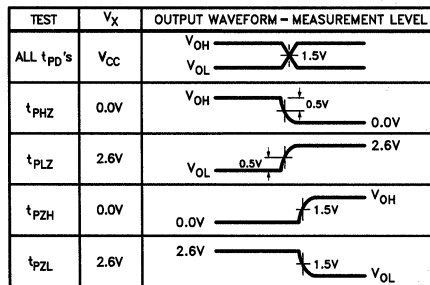 TEST VX OUTPUT WAVEFORM – MEASUREMENT LEVEL
ALL tPD's VCC VOH VOL 1.5V
tPHZ 0.0V VOH 0.5V 0.0V
tPLZ 2.6V VOL 0.5V 2.6V
tPZH 0.0V 0.0V 1.5V VOH
tPZL 2.6V 2.6V 1.5V VOL